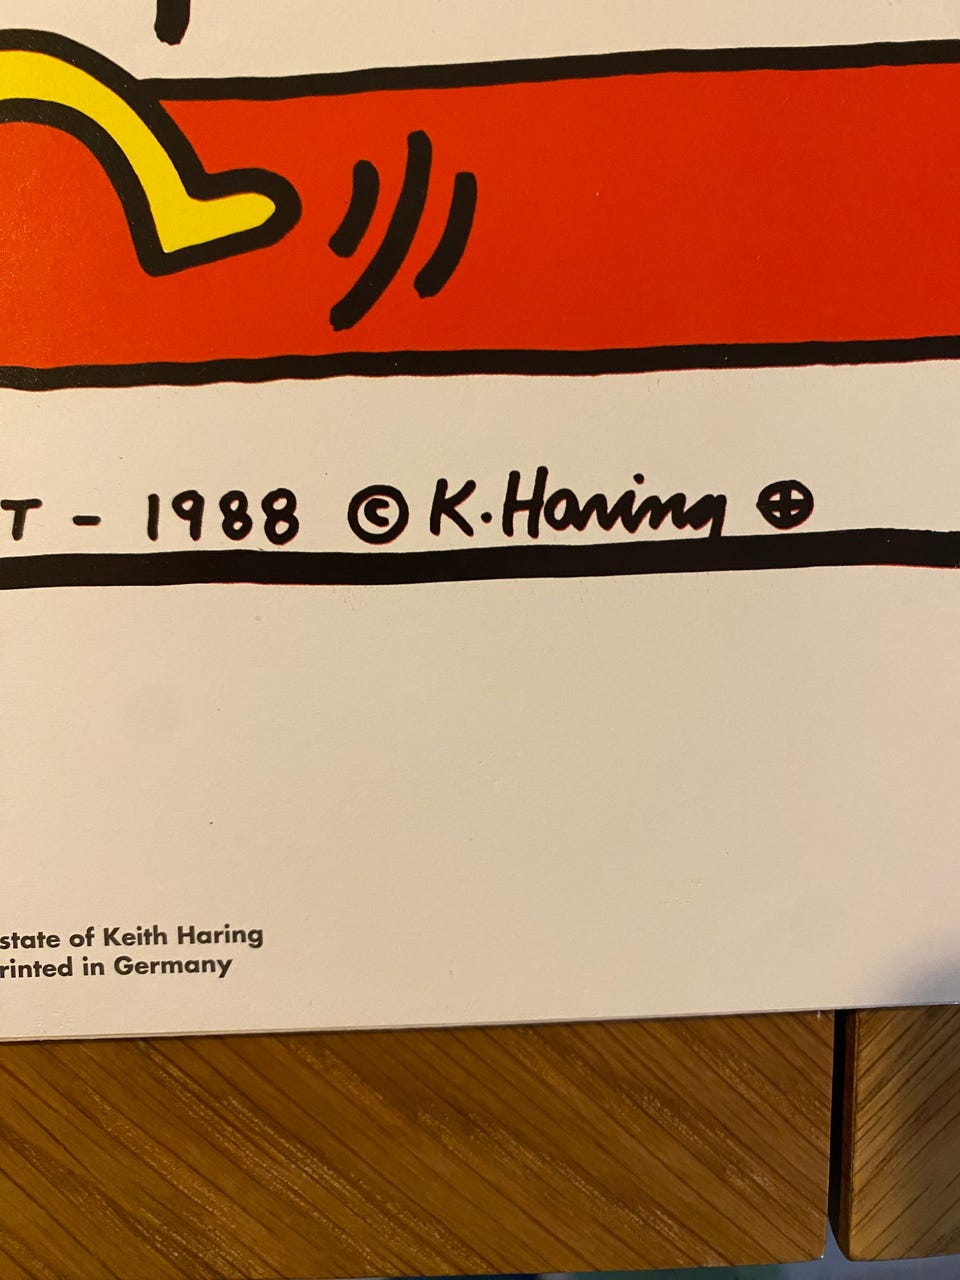 T - 1988 © K. Haring ⊕
state of Keith Haring
rinted in Germany